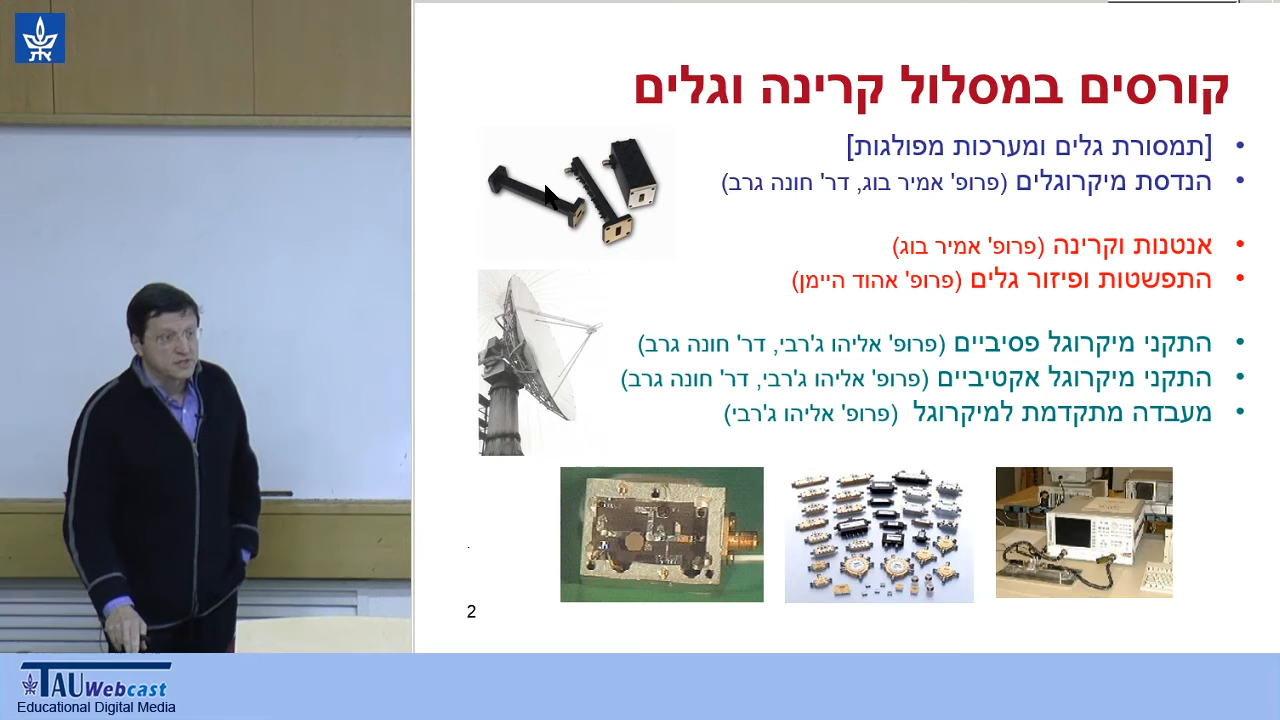 קורסים במסלול קרינה וגלים
• [תמסורת גלים ומערכות מפולגות]
• הנדסת מיקרוגלים (פרופ' אמיר בוג, דר' חונה גרב)
• אנטנות וקרינה (פרופ' אמיר בוג)
• התפשטות ופיזור גלים (פרופ' אהוד היימן)
• התקני מיקרוגל פסיביים (פרופ' אליהו ג'רבי, דר' חונה גרב)
• התקני מיקרוגל אקטיביים (פרופ' אליהו ג'רבי, דר' חונה גרב)
• מעבדה מתקדמת למיקרוגל (פרופ' אליהו ג'רבי)
2
TAU Webcast
Educational Digital Media